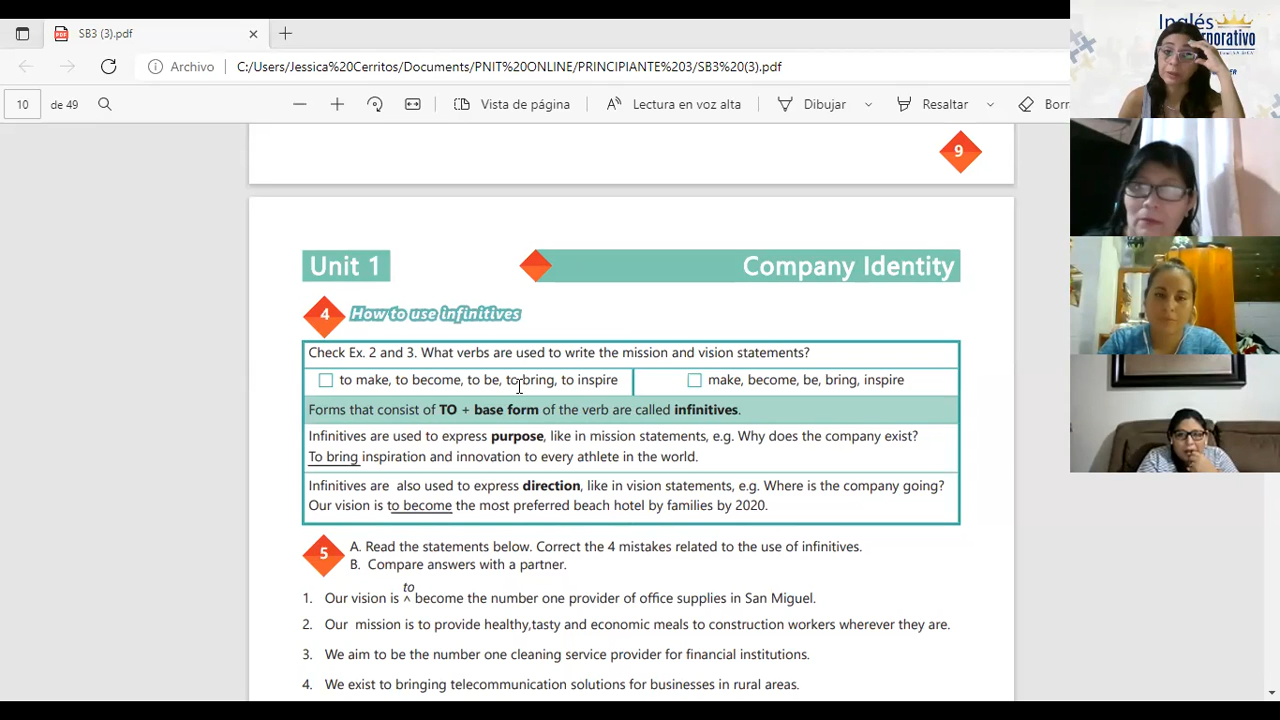 SB3 (3).pdf
Archivo
C:/Users/Jessica%20Cerritos/Documents/PNIT%20ONLINE/PRINCIPIANTE%203/SB3%20(3).pdf
10
de 49
Vista de página
Lectura en voz alta
Dibujar
Resaltar
Borr
Inglés
orporativo
9
Unit 1
Company Identity
4
How to use infinitives
Check Ex. 2 and 3. What verbs are used to write the mission and vision statements?
to make, to become, to be, to bring, to inspire
make, become, be, bring, inspire
Forms that consist of TO + base form of the verb are called infinitives.
Infinitives are used to express purpose, like in mission statements, e.g. Why does the company exist?
To bring inspiration and innovation to every athlete in the world.
Infinitives are also used to express direction, like in vision statements, e.g. Where is the company going?
Our vision is to become the most preferred beach hotel by families by 2020.
5
A. Read the statements below. Correct the 4 mistakes related to the use of infinitives.
B. Compare answers with a partner.
to
1. Our vision is ^ become the number one provider of office supplies in San Miguel.
2. Our mission is to provide healthy,tasty and economic meals to construction workers wherever they are.
3. We aim to be the number one cleaning service provider for financial institutions.
4. We exist to bringing telecommunication solutions for businesses in rural areas.